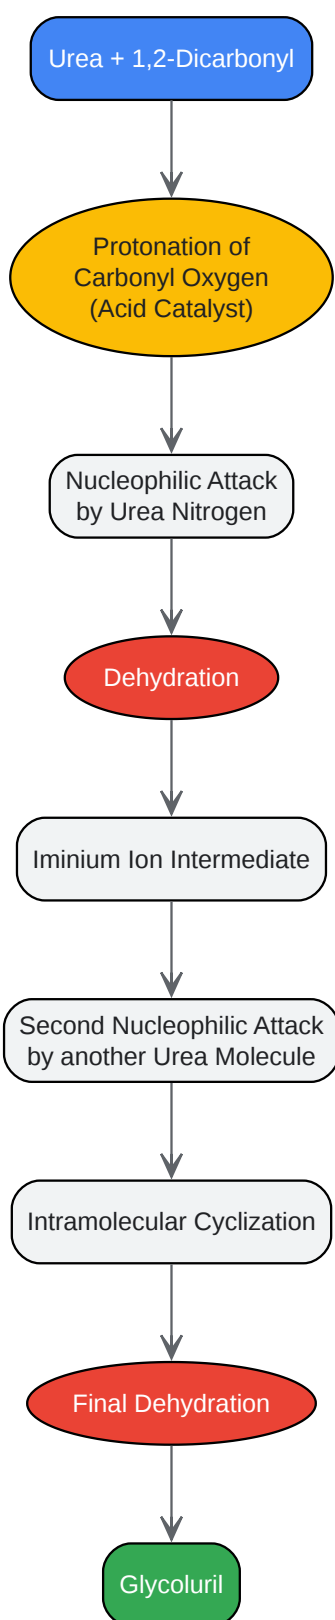 Urea + 1,2-Dicarbonyl
Protonation of
Carbonyl Oxygen
(Acid Catalyst)
Nucleophilic Attack
by Urea Nitrogen
Dehydration
Iminium Ion Intermediate
Second Nucleophilic Attack
by another Urea Molecule
Intramolecular Cyclization
Final Dehydration
Glycoluril